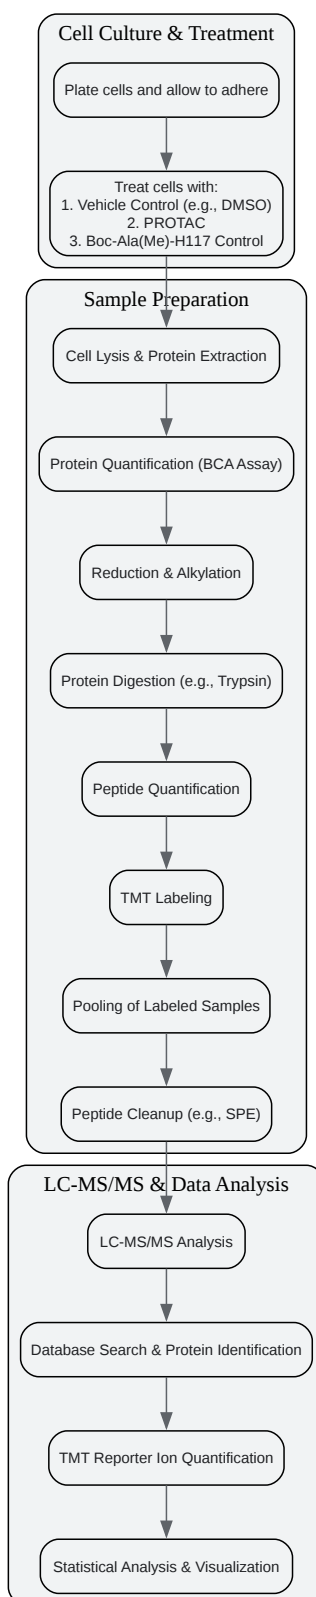 Cell Culture & Treatment
Plate cells and allow to adhere
Treat cells with:
1. Vehicle Control (e.g., DMSO)
2. PROTAC
3. Boc-Ala(Me)-H117 Control
Sample Preparation
Cell Lysis & Protein Extraction
Protein Quantification (BCA Assay)
Reduction & Alkylation
Protein Digestion (e.g., Trypsin)
Peptide Quantification
TMT Labeling
Pooling of Labeled Samples
Peptide Cleanup (e.g., SPE)
LC-MS/MS & Data Analysis
LC-MS/MS Analysis
Database Search & Protein Identification
TMT Reporter Ion Quantification
Statistical Analysis & Visualization